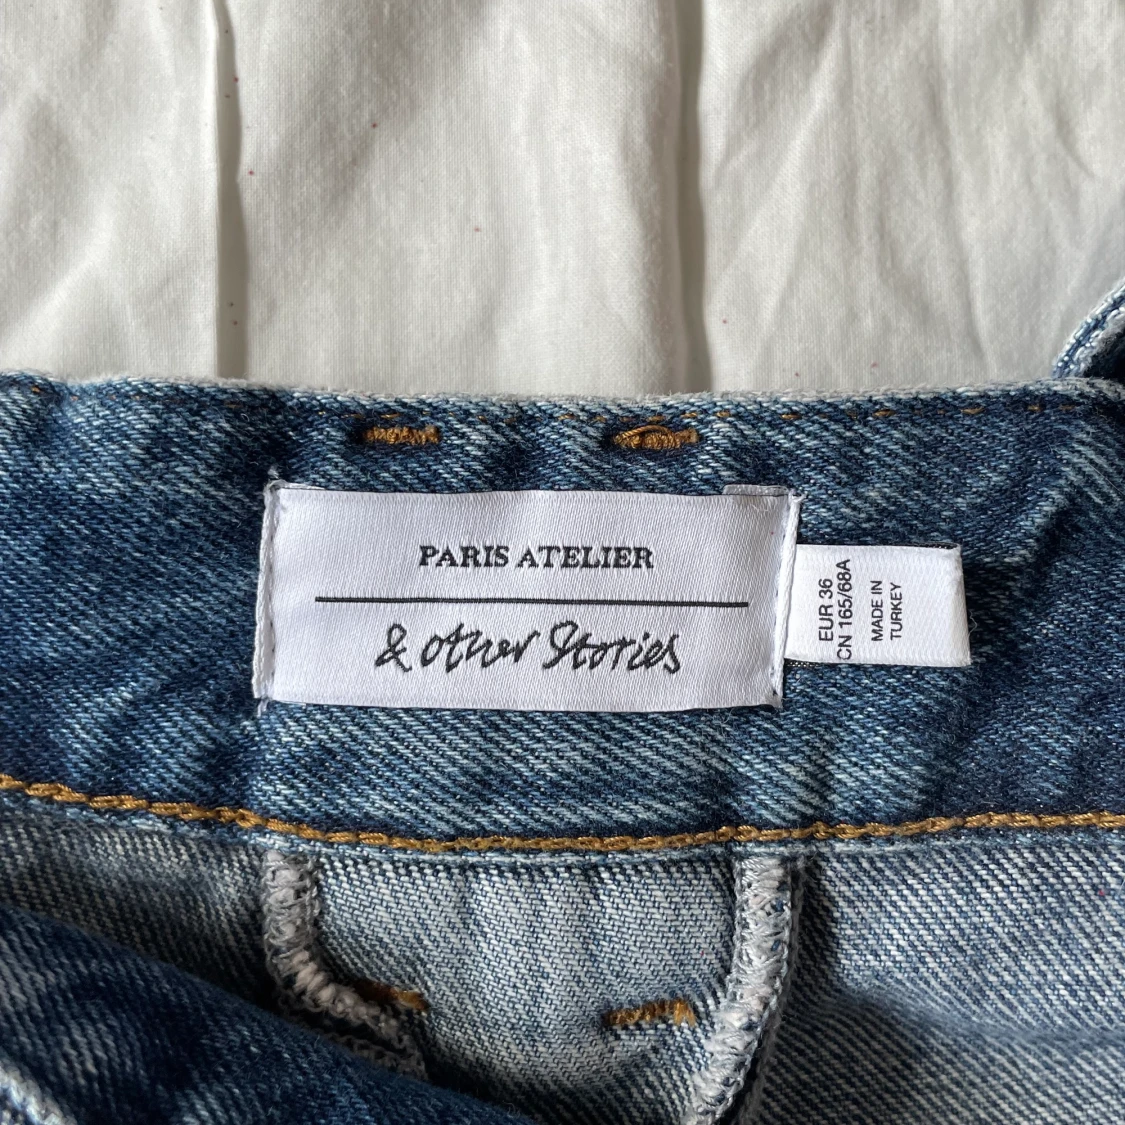 PARIS ATELIER
& other Stories
EUR 36
CN 165/68A
MADE IN
TURKEY